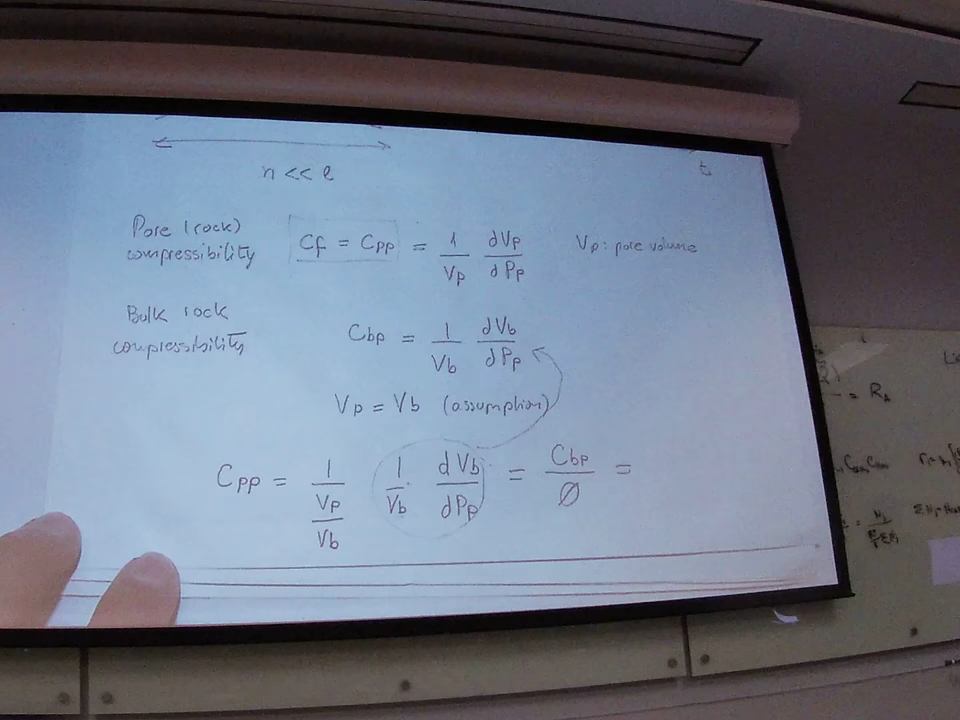 n << l
t
Pore (rock)
compressibility
Cf = Cpp = 1/Vp dVp/dPp
Vp: pore volume
Bulk rock
compressibility
Cbp = 1/Vb dVb/dPp
Vp = Vb (assumption)
Cpp = 1/(Vp/Vb) 1/Vb dVb/dPp = Cbp/Ø =